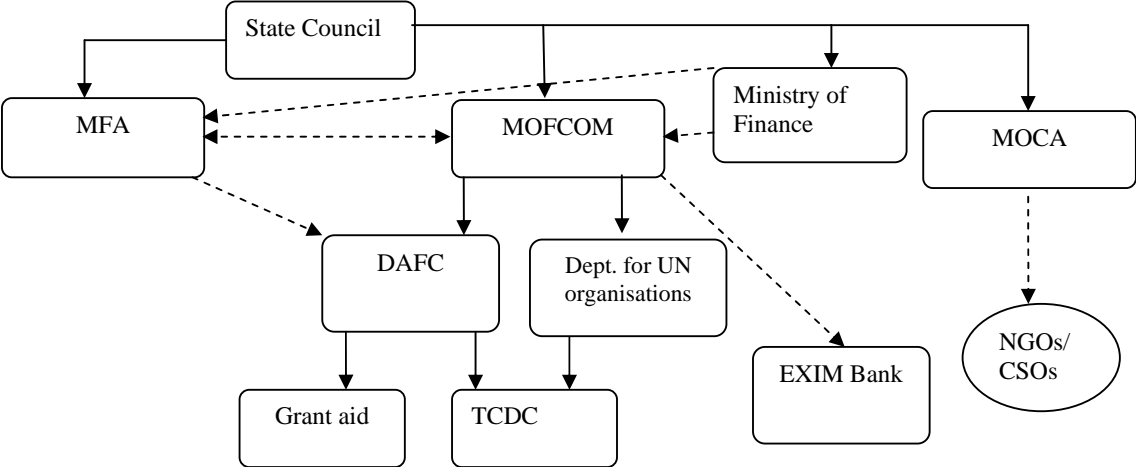 State Council
MFA
MOFCOM
Ministry of
Finance
MOCA
DAFC
Dept. for UN
organisations
NGOs/
CSOs
EXIM Bank
Grant aid
TCDC